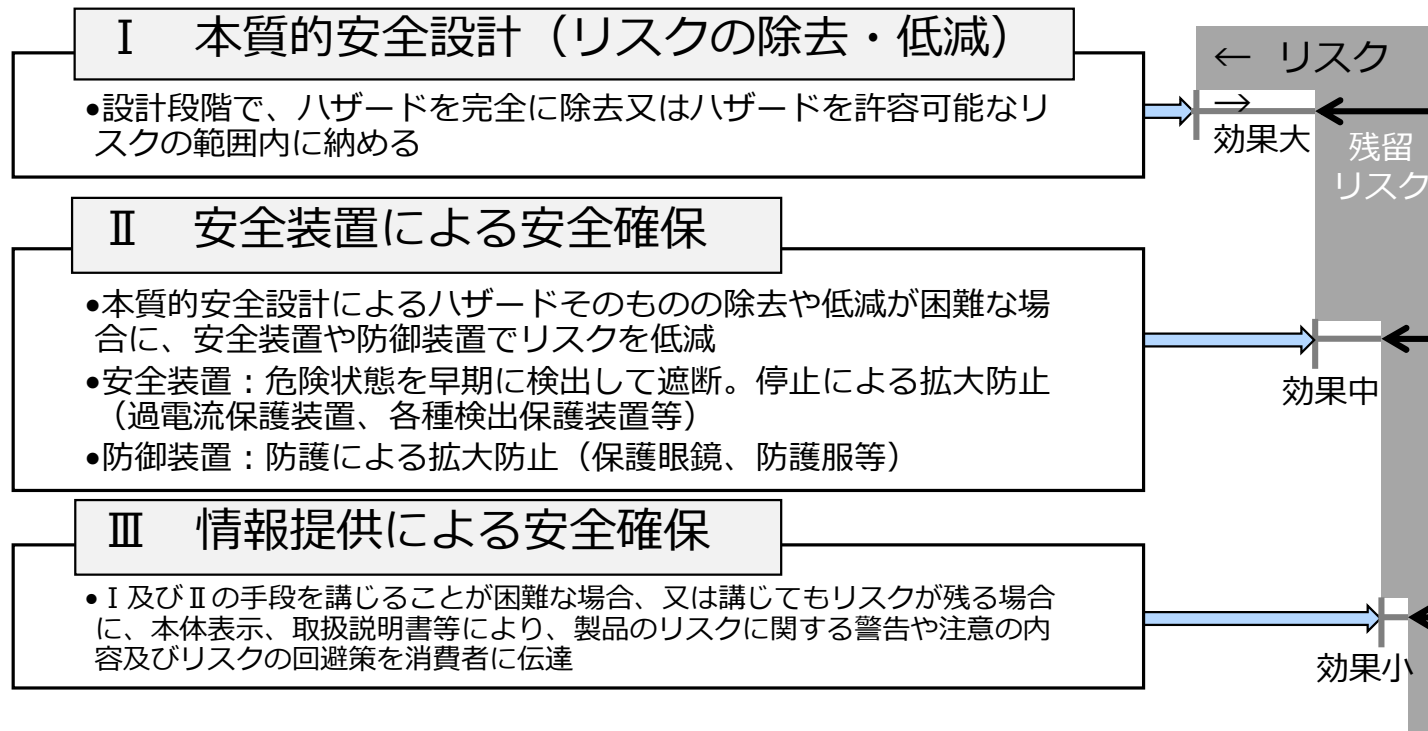 Ⅰ　本質的安全設計（リスクの除去・低減）
•設計段階で、ハザードを完全に除去又はハザードを許容可能なリ
スクの範囲内に納める
← リスク
→
効果大
残留
リスク
Ⅱ　安全装置による安全確保
•本質的安全設計によるハザードそのものの除去や低減が困難な場
合に、安全装置や防御装置でリスクを低減
•安全装置：危険状態を早期に検出して遮断。停止による拡大防止
（過電流保護装置、各種検出保護装置等）
•防御装置：防護による拡大防止（保護眼鏡、防護服等）
効果中
Ⅲ　情報提供による安全確保
•Ⅰ及びⅡの手段を講じることが困難な場合、又は講じてもリスクが残る場合
に、本体表示、取扱説明書等により、製品のリスクに関する警告や注意の内
容及びリスクの回避策を消費者に伝達
効果小